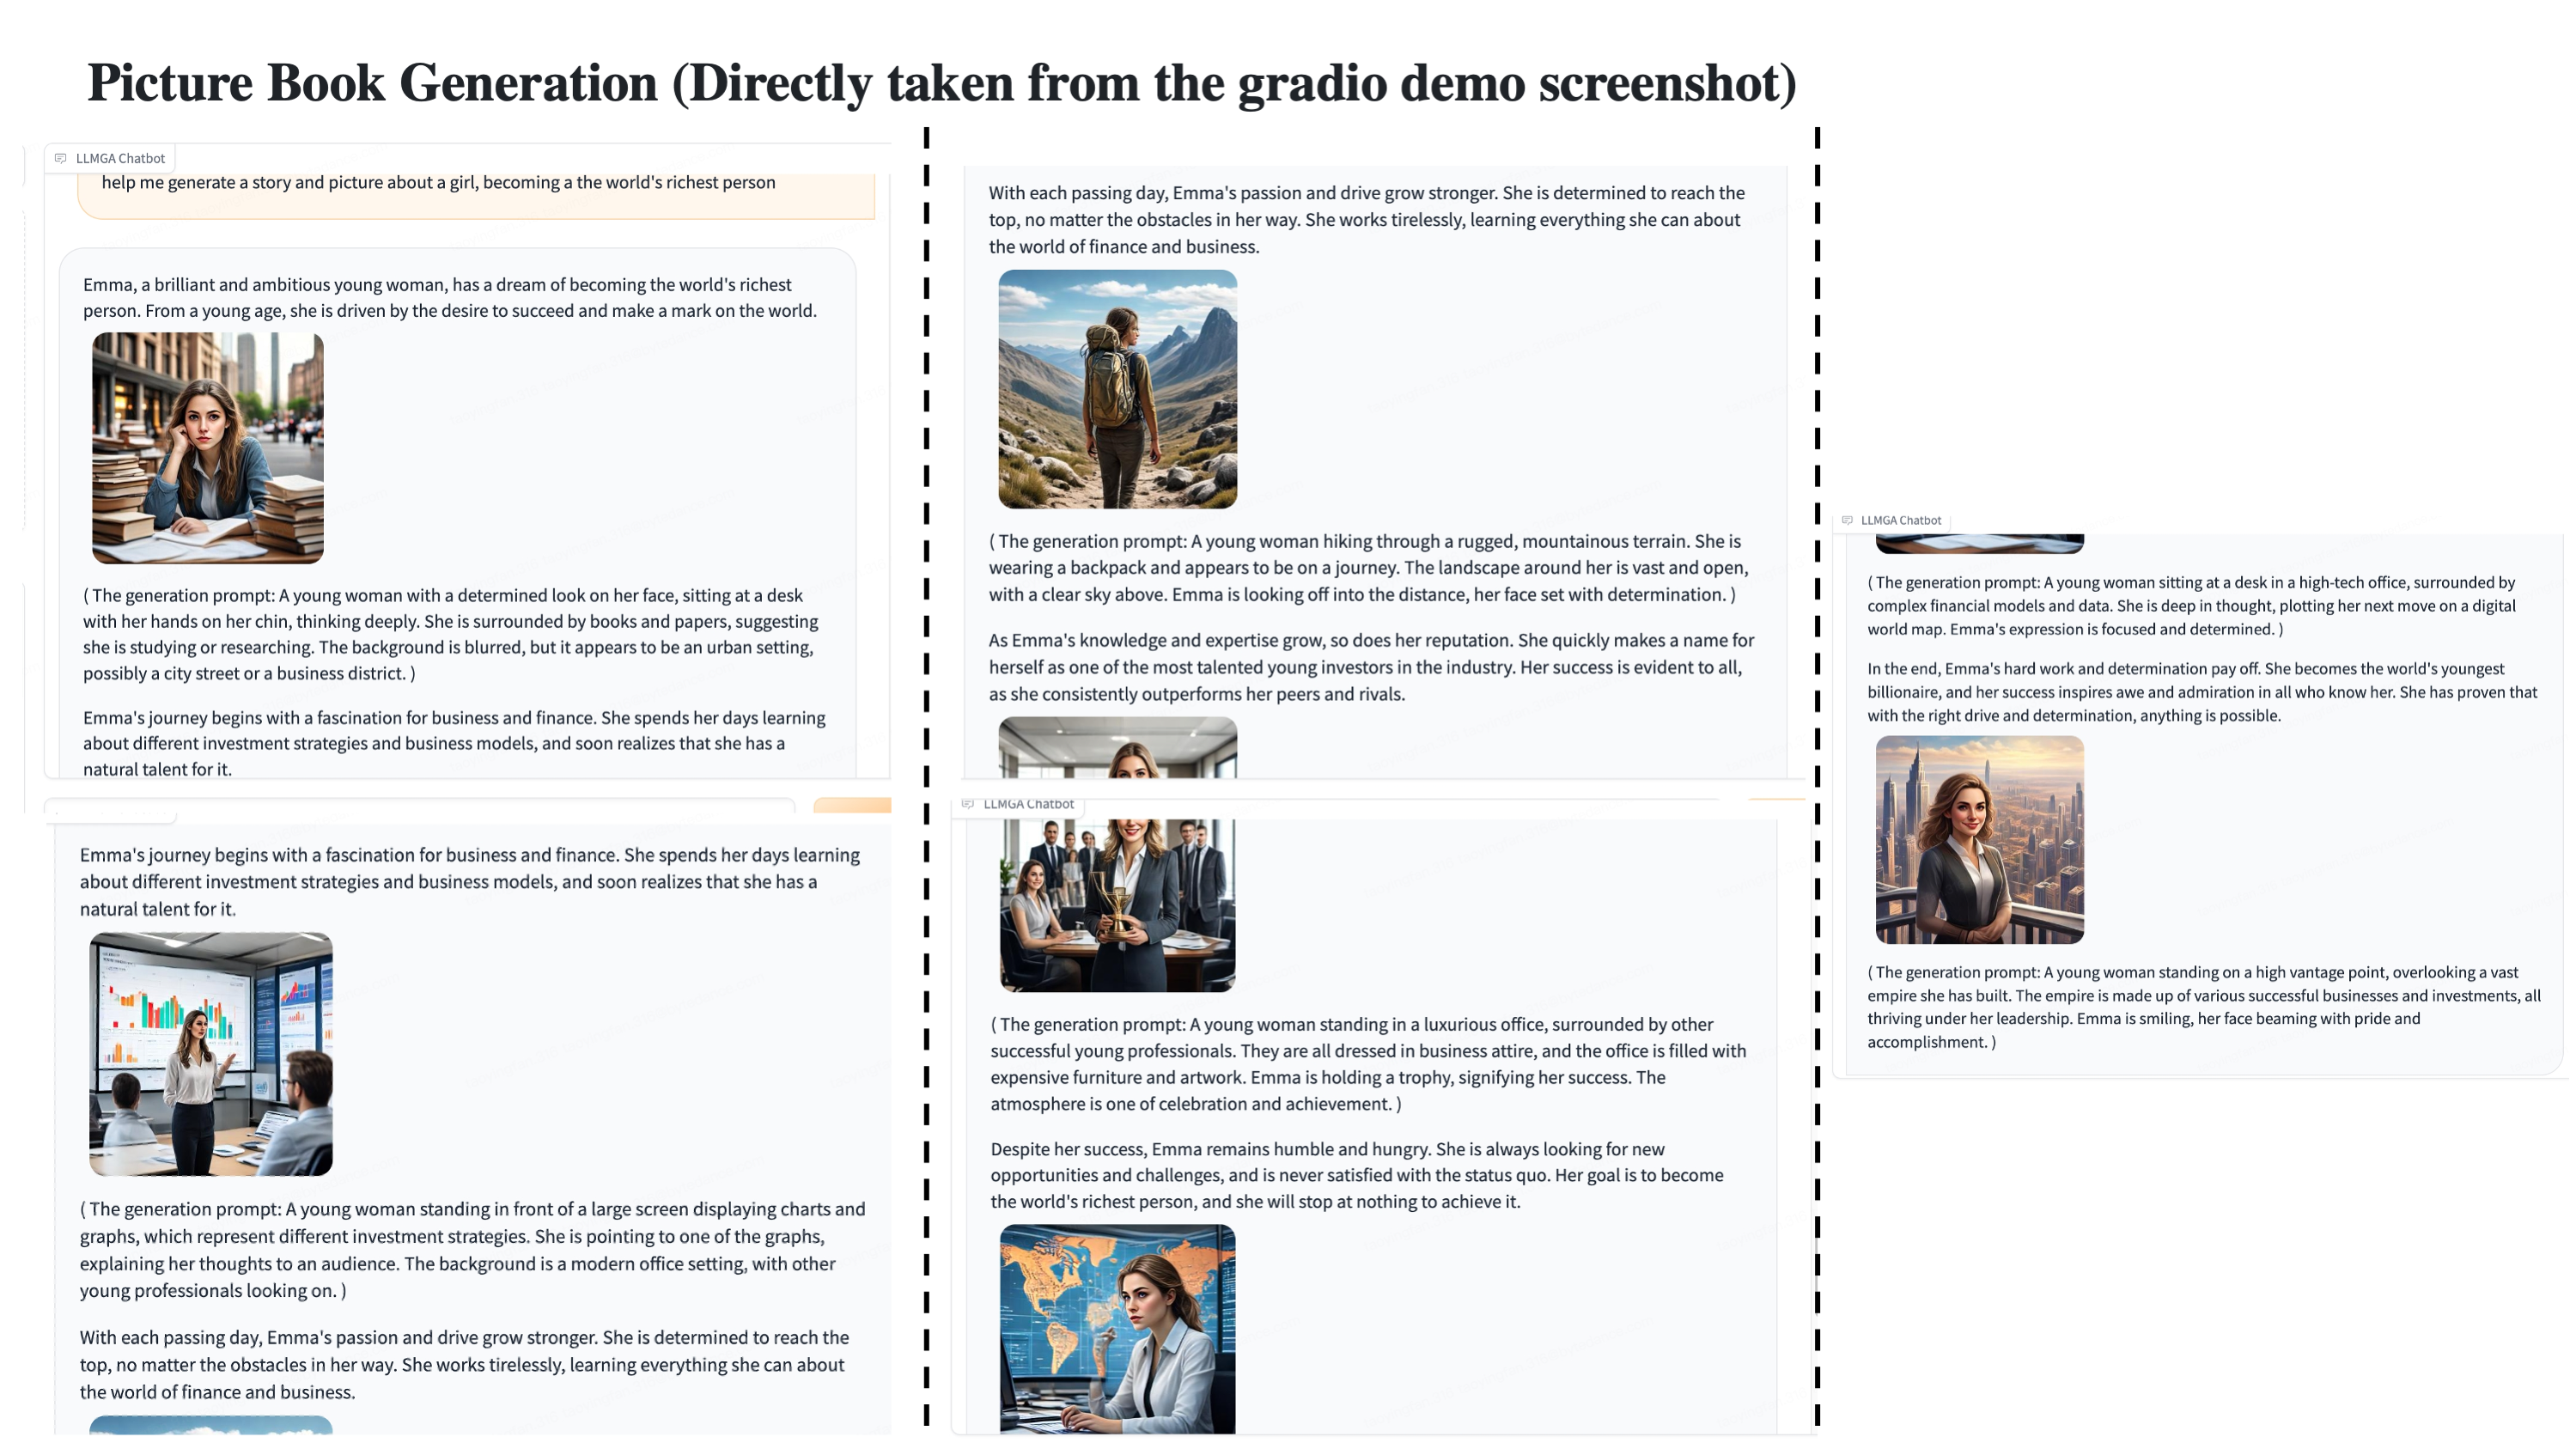 Picture Book Generation (Directly taken from the gradio demo screenshot)
LLMGA Chatbot
help me generate a story and picture about a girl, becoming a the world's richest person
Emma, a brilliant and ambitious young woman, has a dream of becoming the world's richest
person. From a young age, she is driven by the desire to succeed and make a mark on the world.
( The generation prompt: A young woman with a determined look on her face, sitting at a desk
with her hands on her chin, thinking deeply. She is surrounded by books and papers, suggesting
she is studying or researching. The background is blurred, but it appears to be an urban setting,
possibly a city street or a business district. )
Emma's journey begins with a fascination for business and finance. She spends her days learning
about different investment strategies and business models, and soon realizes that she has a
natural talent for it.
Emma's journey begins with a fascination for business and finance. She spends her days learning
about different investment strategies and business models, and soon realizes that she has a
natural talent for it.
( The generation prompt: A young woman standing in front of a large screen displaying charts and
graphs, which represent different investment strategies. She is pointing to one of the graphs,
explaining her thoughts to an audience. The background is a modern office setting, with other
young professionals looking on. )
With each passing day, Emma's passion and drive grow stronger. She is determined to reach the
top, no matter the obstacles in her way. She works tirelessly, learning everything she can about
the world of finance and business.
With each passing day, Emma's passion and drive grow stronger. She is determined to reach the
top, no matter the obstacles in her way. She works tirelessly, learning everything she can about
the world of finance and business.
( The generation prompt: A young woman hiking through a rugged, mountainous terrain. She is
wearing a backpack and appears to be on a journey. The landscape around her is vast and open,
with a clear sky above. Emma is looking off into the distance, her face set with determination. )
As Emma's knowledge and expertise grow, so does her reputation. She quickly makes a name for
herself as one of the most talented young investors in the industry. Her success is evident to all,
as she consistently outperforms her peers and rivals.
LLMGA Chatbot
( The generation prompt: A young woman standing in a luxurious office, surrounded by other
successful young professionals. They are all dressed in business attire, and the office is filled with
expensive furniture and artwork. Emma is holding a trophy, signifying her success. The
atmosphere is one of celebration and achievement. )
Despite her success, Emma remains humble and hungry. She is always looking for new
opportunities and challenges, and is never satisfied with the status quo. Her goal is to become
the world's richest person, and she will stop at nothing to achieve it.
LLMGA Chatbot
( The generation prompt: A young woman sitting at a desk in a high-tech office, surrounded by
complex financial models and data. She is deep in thought, plotting her next move on a digital
world map. Emma's expression is focused and determined. )
In the end, Emma's hard work and determination pay off. She becomes the world's youngest
billionaire, and her success inspires awe and admiration in all who know her. She has proven that
with the right drive and determination, anything is possible.
( The generation prompt: A young woman standing on a high vantage point, overlooking a vast
empire she has built. The empire is made up of various successful businesses and investments, all
thriving under her leadership. Emma is smiling, her face beaming with pride and
accomplishment. )